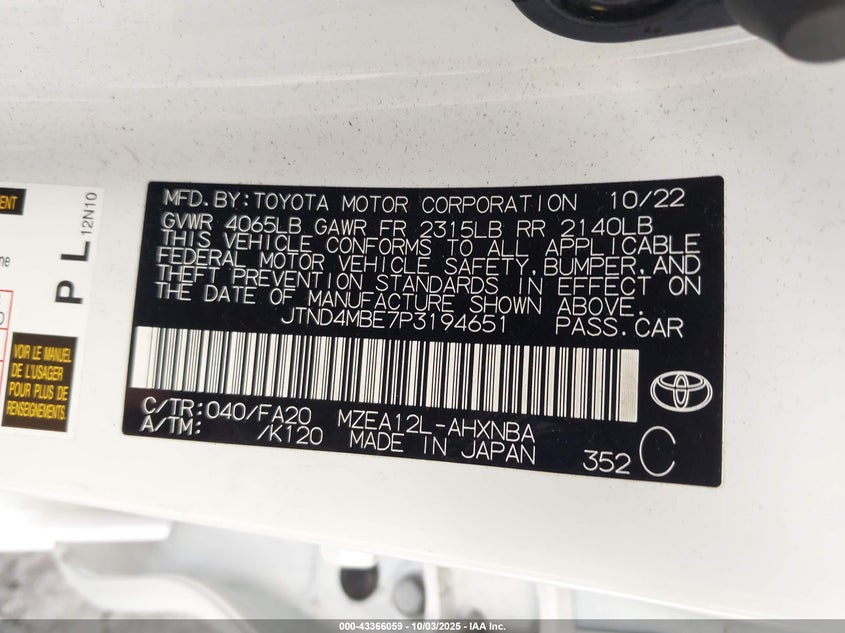 MFD.BY:TOYOTA MOTOR CORPORATION 10/22
GVWR 4065LB GAWR FR 2315LB RR 2140LB
THIS VEHICLE CONFORMS TO ALL APPLICABLE
FEDERAL MOTOR VEHICLE SAFETY,BUMPER,AND
THEFT PREVENTION STANDARDS IN EFFECT ON
THE DATE OF MANUFACTURE SHOWN ABOVE.
JTND4MBE7P3194651 PASS.CAR
C/TR:040/FA20 MZEA12L-AHXNBA
A/TM: /K120 MADE IN JAPAN 352 C
P L
12N10
ENT
ne
VOIR LE MANUEL
DE L'USAGER
POUR PLUS DE
RENSEIGNEMENTS.
000-43366059 - 10/03/2025 - IAA Inc.